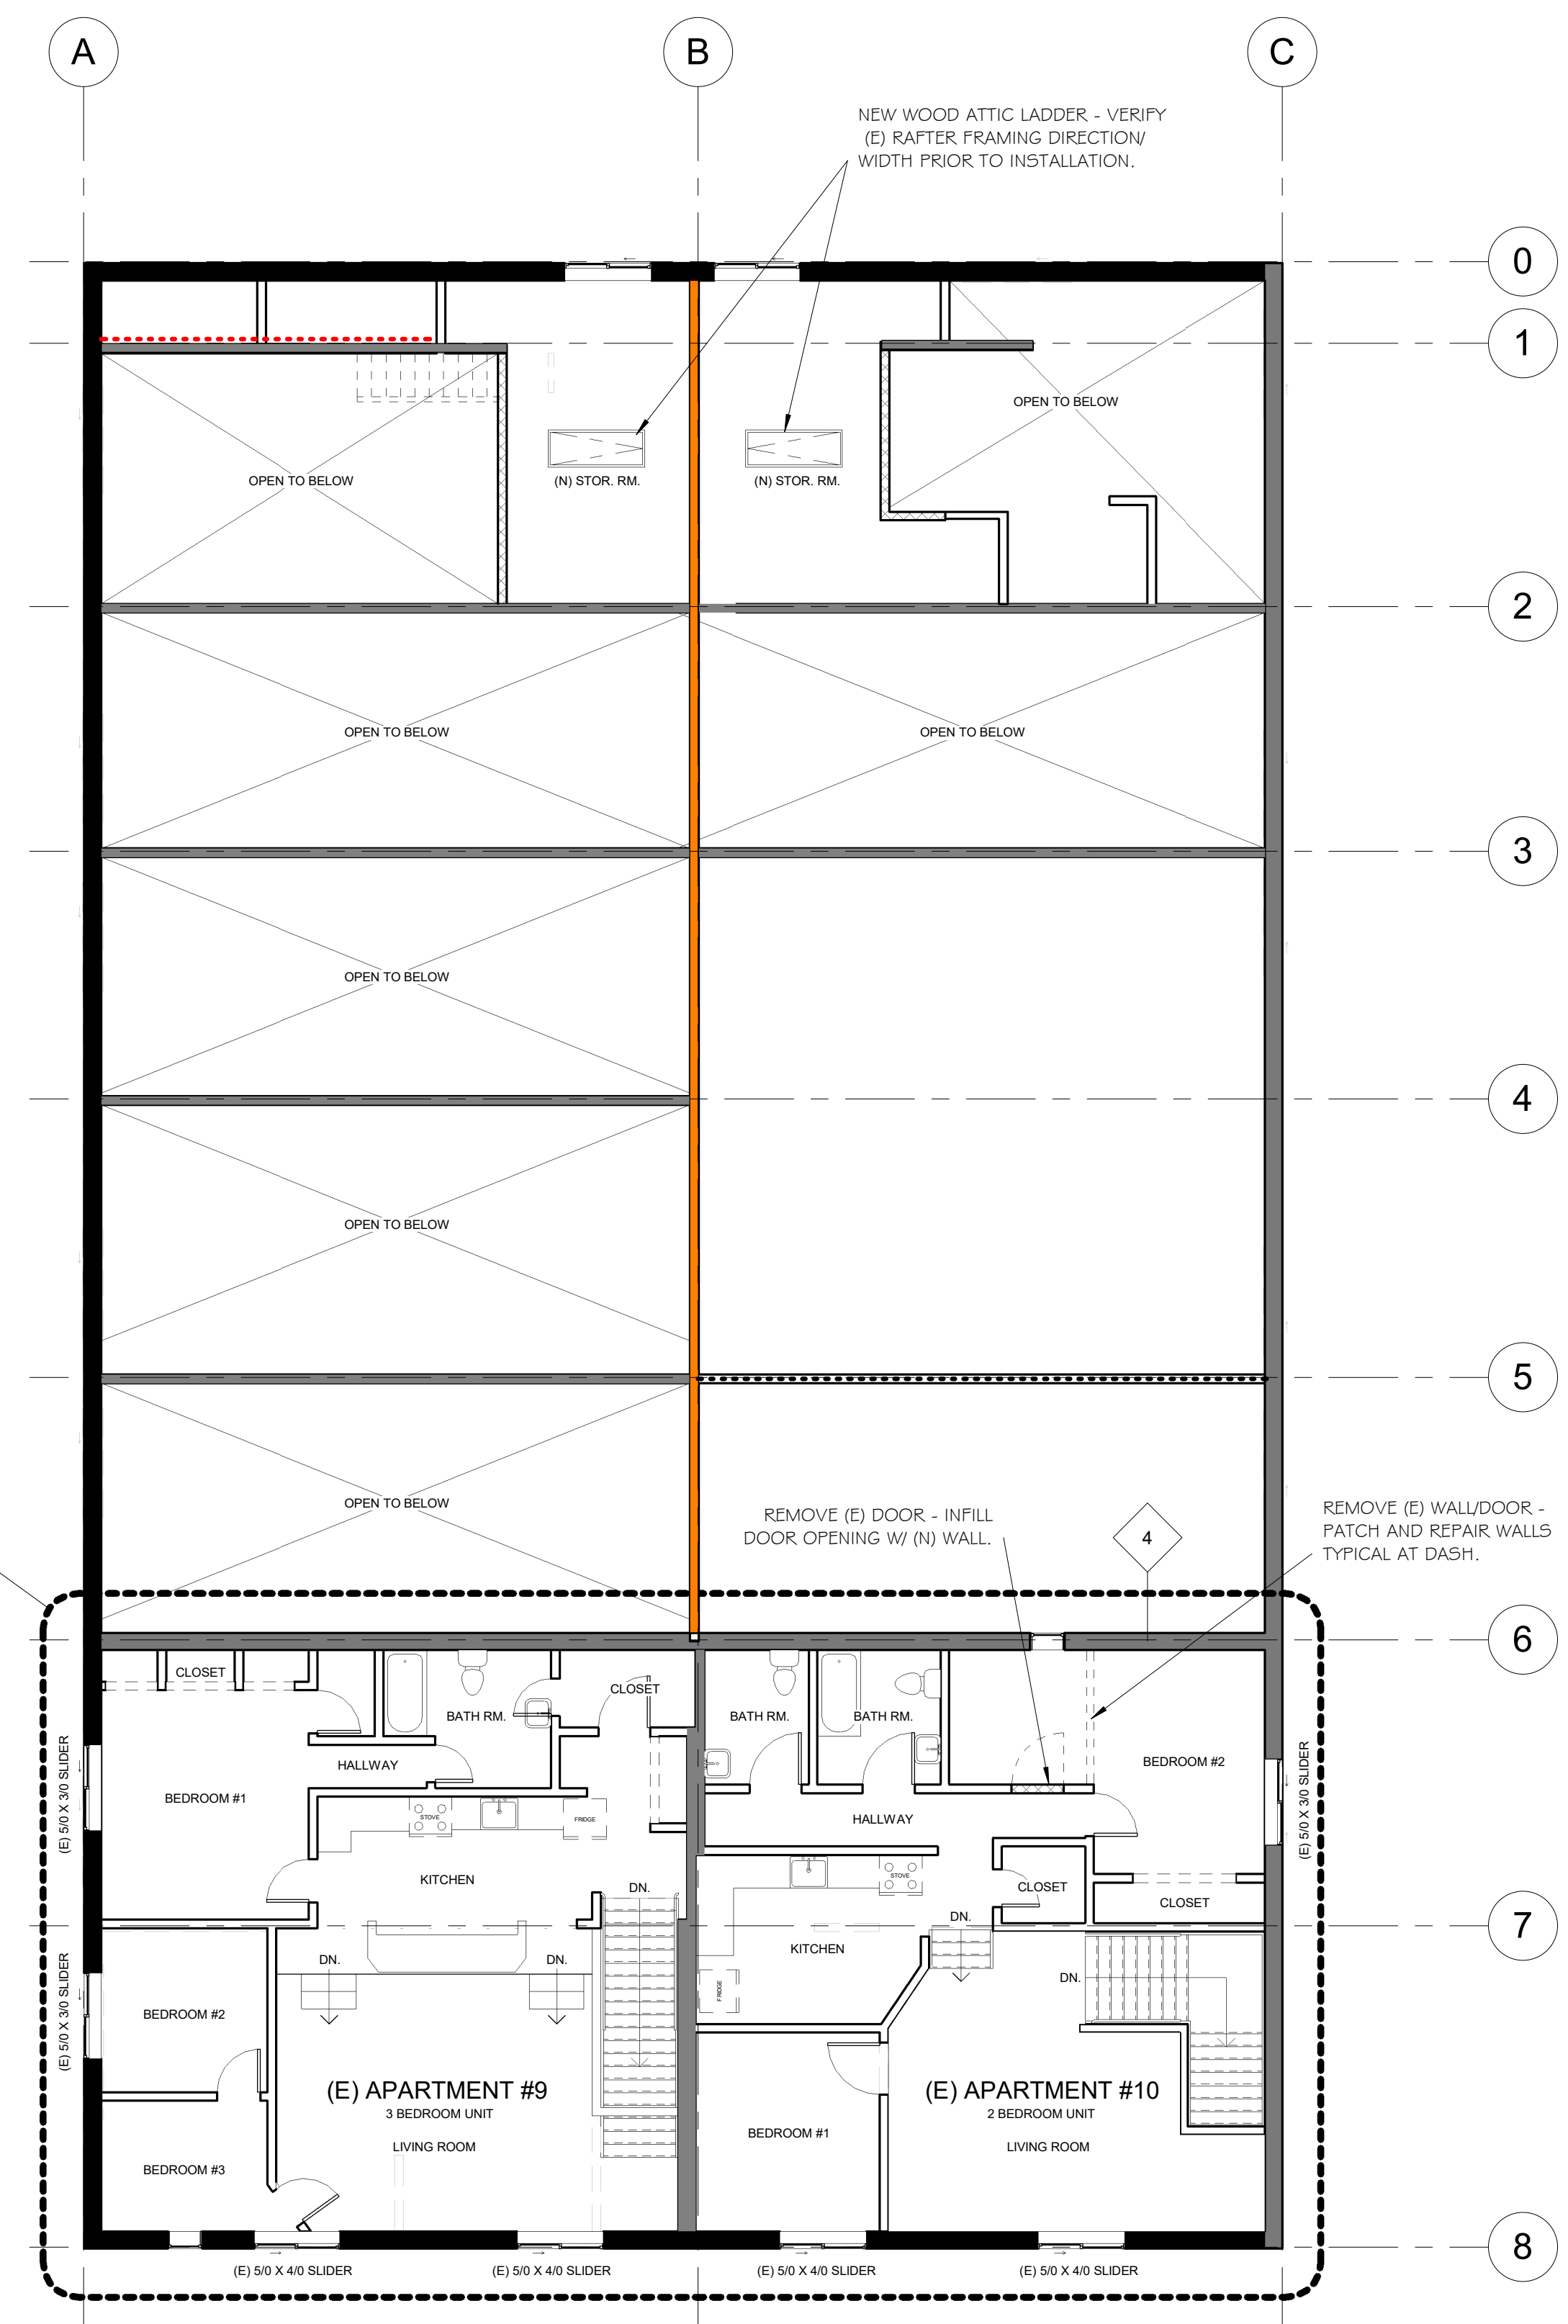 A
B
C
NEW WOOD ATTIC LADDER - VERIFY
(E) RAFTER FRAMING DIRECTION/
WIDTH PRIOR TO INSTALLATION.
0
1
OPEN TO BELOW
OPEN TO BELOW
(N) STOR. RM.
(N) STOR. RM.
2
OPEN TO BELOW
OPEN TO BELOW
3
OPEN TO BELOW
4
OPEN TO BELOW
5
OPEN TO BELOW
REMOVE (E) DOOR - INFILL
DOOR OPENING W/ (N) WALL.
4
REMOVE (E) WALL/DOOR -
PATCH AND REPAIR WALLS
TYPICAL AT DASH.
6
CLOSET
CLOSET
BATH RM.
BATH RM.
BATH RM.
HALLWAY
BEDROOM #2
(E) 5/0 X 3/0 SLIDER
(E) 5/0 X 3/0 SLIDER
BEDROOM #1
STOVE
FRIDGE
HALLWAY
KITCHEN
DN.
STOVE
CLOSET
CLOSET
DN.
7
KITCHEN
DN.
DN.
DN.
FRIDGE
(E) 5/0 X 3/0 SLIDER
BEDROOM #2
(E) APARTMENT #9
3 BEDROOM UNIT
LIVING ROOM
(E) APARTMENT #10
2 BEDROOM UNIT
LIVING ROOM
BEDROOM #1
BEDROOM #3
8
(E) 5/0 X 4/0 SLIDER
(E) 5/0 X 4/0 SLIDER
(E) 5/0 X 4/0 SLIDER
(E) 5/0 X 4/0 SLIDER